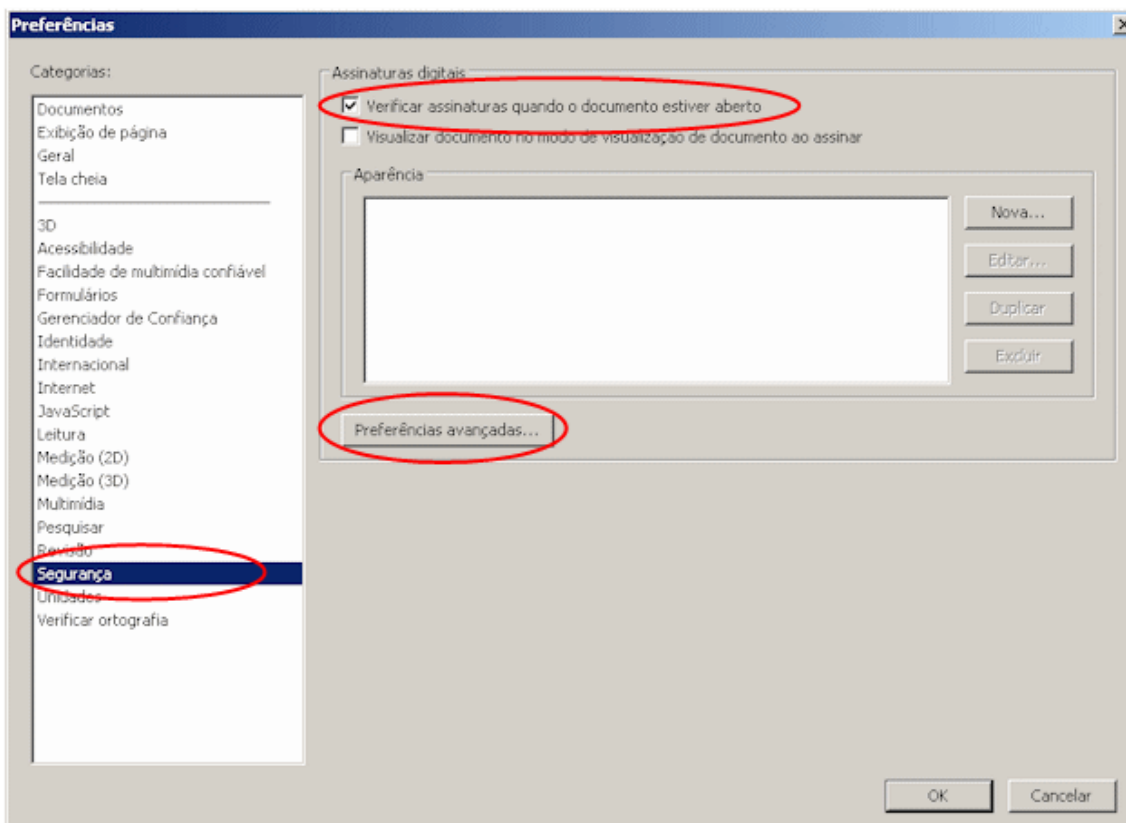 Preferências
Categorias:
Documentos
Exibição de página
Geral
Tela cheia
3D
Acessibilidade
Facilidade de multimídia confiável
Formulários
Gerenciador de Confiança
Identidade
Internacional
Internet
JavaScript
Leitura
Medição (2D)
Medição (3D)
Multimídia
Pesquisar
Revisão
Segurança
Unidades
Verificar ortografia
Assinaturas digitais
Verificar assinaturas quando o documento estiver aberto
Visualizar documento no modo de visualização de documento ao assinar
Aparência
Nova...
Editar...
Duplicar
Excluir
Preferências avançadas...
OK
Cancelar